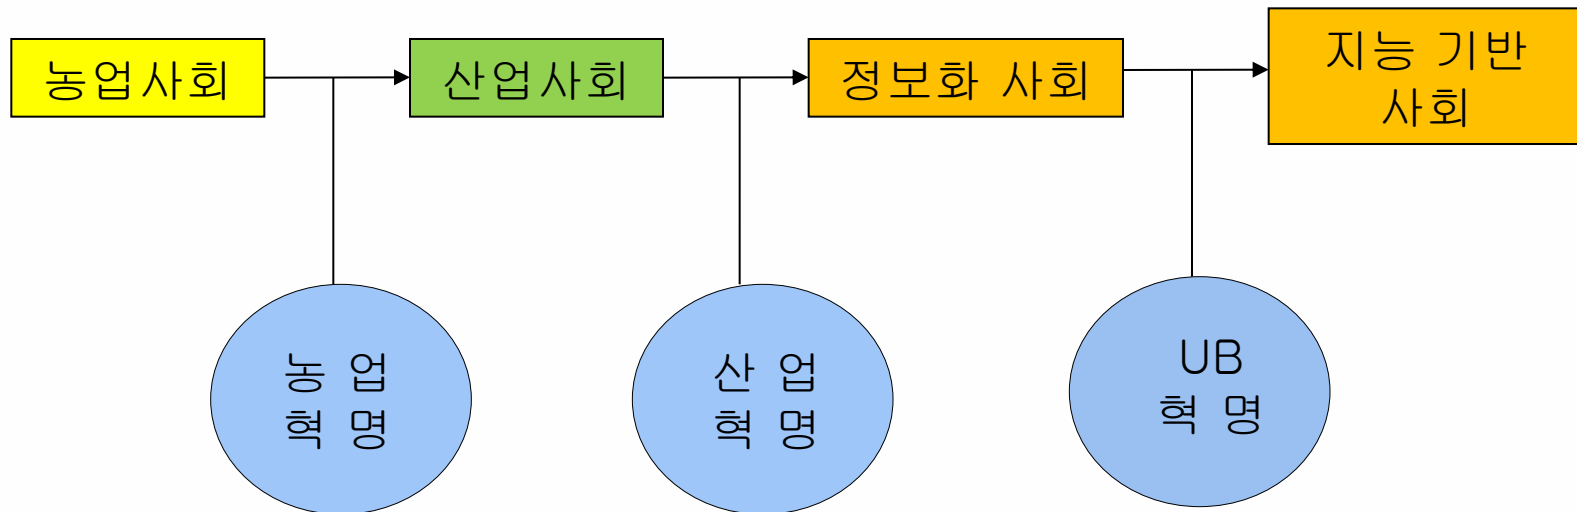 농업사회
산업사회
정보화 사회
지능 기반
사회
농 업
혁 명
산 업
혁 명
UB
혁 명